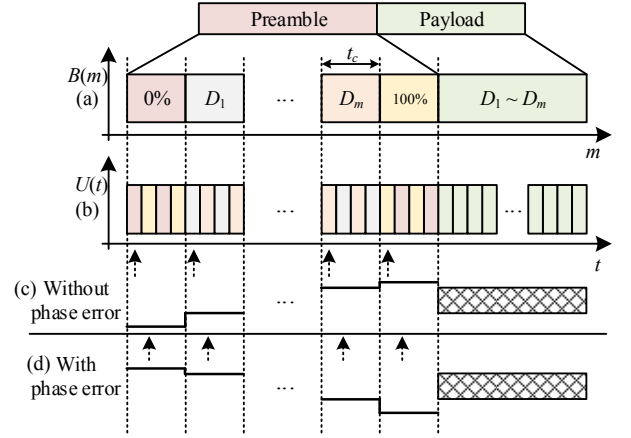 Preamble Payload
B(m)
(a)
t_c
0% D_1 ... D_m 100% D_1 ~ D_m
m
U(t)
(b)
... ...
t
(c) Without
phase error
...
(d) With
phase error
...